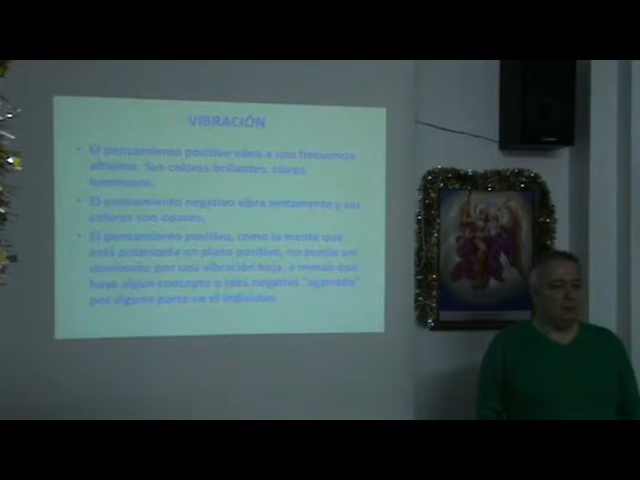 VIBRACIÓN
• El pensamiento positivo vibra a una frecuencia
altísima. Sus colores brillantes, claros,
luminosos.
• El pensamiento negativo vibra lentamente y sus
colores son oscuros.
• El pensamiento positivo, como la mente que
está polarizada en plano positivo, no puede ser
dominado por una vibración baja, a menos que
haya algún concepto o idea negativa "agarrada"
por alguna parte en el individuo.